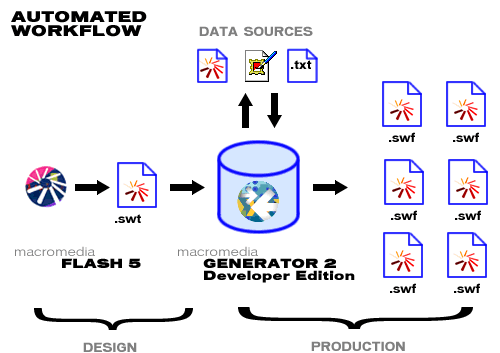 AUTOMATED
WORKFLOW
DATA SOURCES
.txt
.swf
.swf
.swt
.swf
.swf
macromedia
FLASH 5
macromedia
GENERATOR 2
Developer Edition
.swf
.swf
DESIGN
PRODUCTION